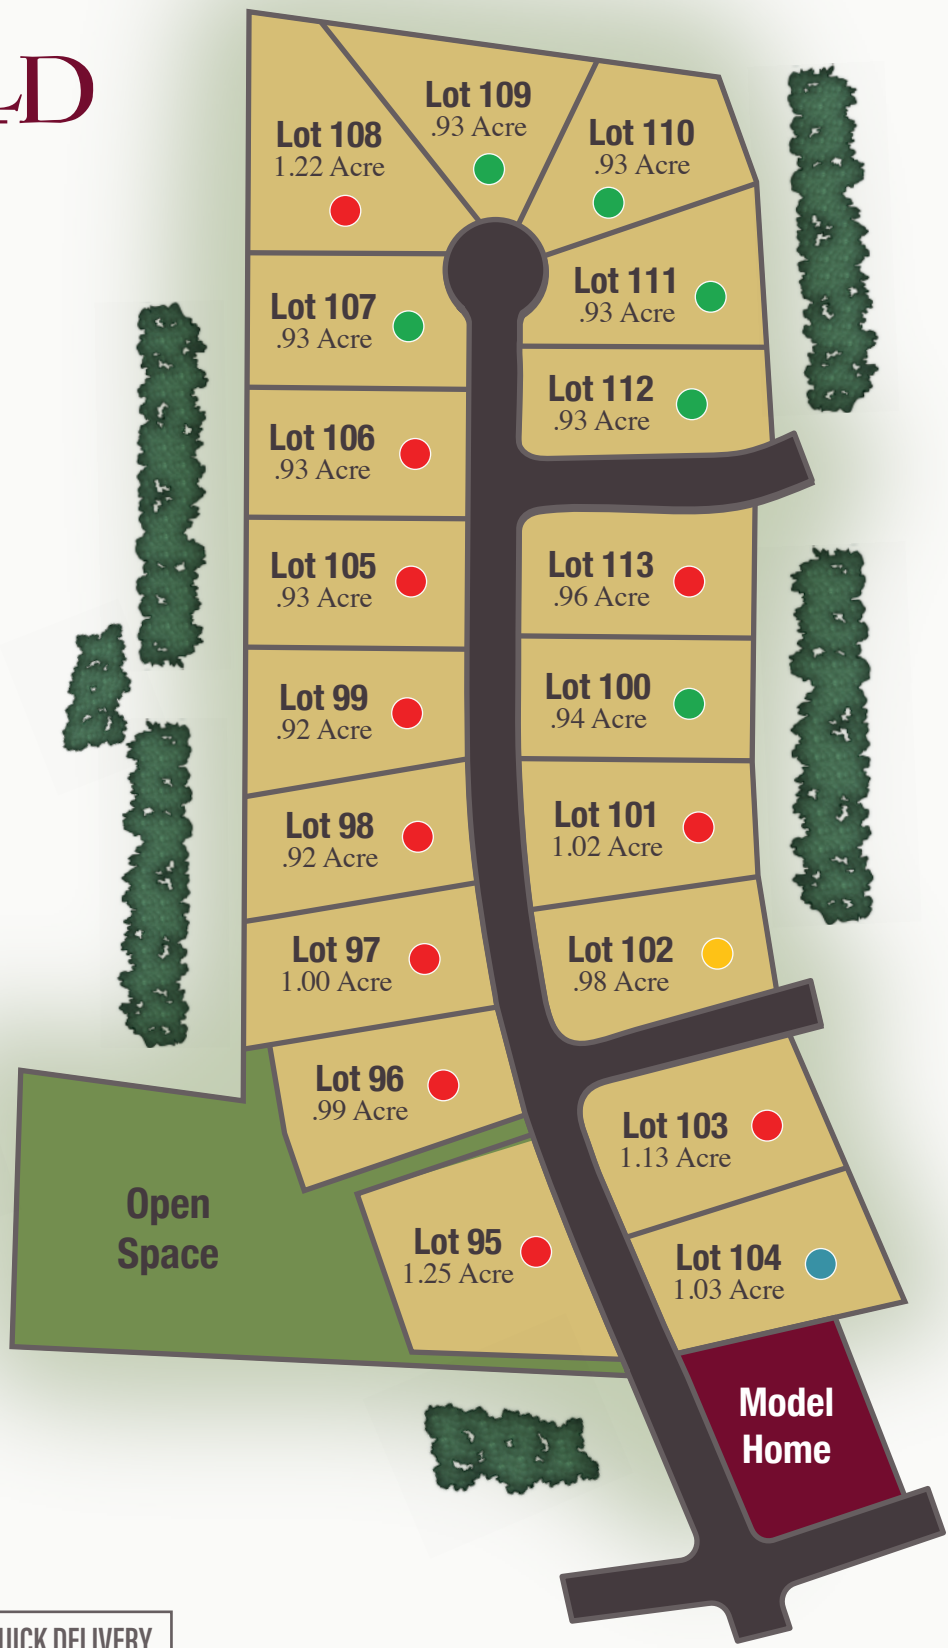 LD
Lot 109
.93 Acre
Lot 108
1.22 Acre
Lot 110
.93 Acre
Lot 111
.93 Acre
Lot 107
.93 Acre
Lot 112
.93 Acre
Lot 106
.93 Acre
Lot 105
.93 Acre
Lot 113
.96 Acre
Lot 99
.92 Acre
Lot 100
.94 Acre
Lot 98
.92 Acre
Lot 101
1.02 Acre
Lot 97
1.00 Acre
Lot 102
.98 Acre
Lot 96
.99 Acre
Lot 103
1.13 Acre
Open
Space
Lot 95
1.25 Acre
Lot 104
1.03 Acre
Model
Home
DELIVERY